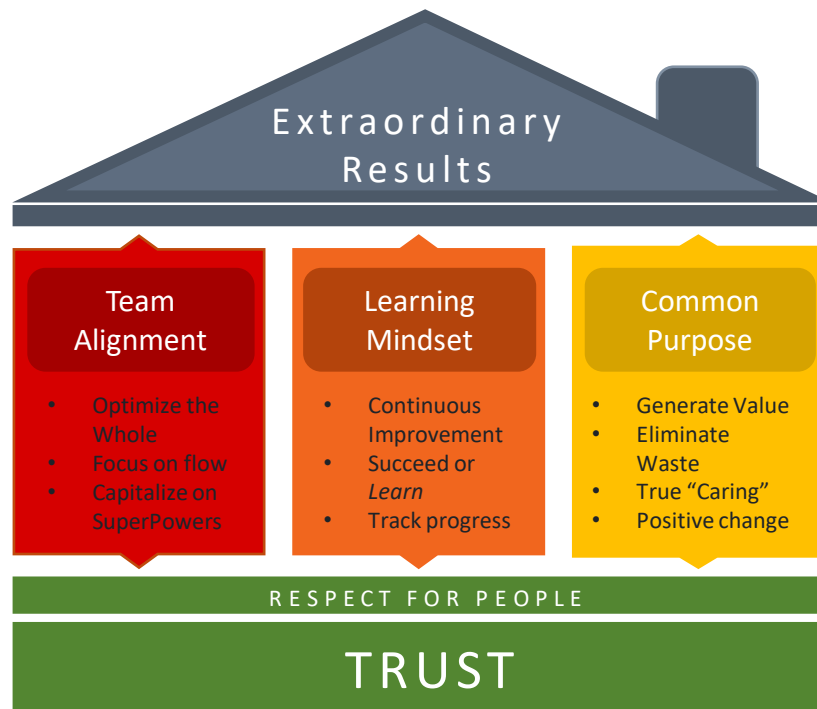 Extraordinary
Results
Team
Alignment
• Optimize the
Whole
• Focus on flow
• Capitalize on
SuperPowers
Learning
Mindset
• Continuous
Improvement
• Succeed or
Learn
• Track progress
Common
Purpose
• Generate Value
• Eliminate
Waste
• True “Caring”
• Positive change
RESPECT FOR PEOPLE
TRUST